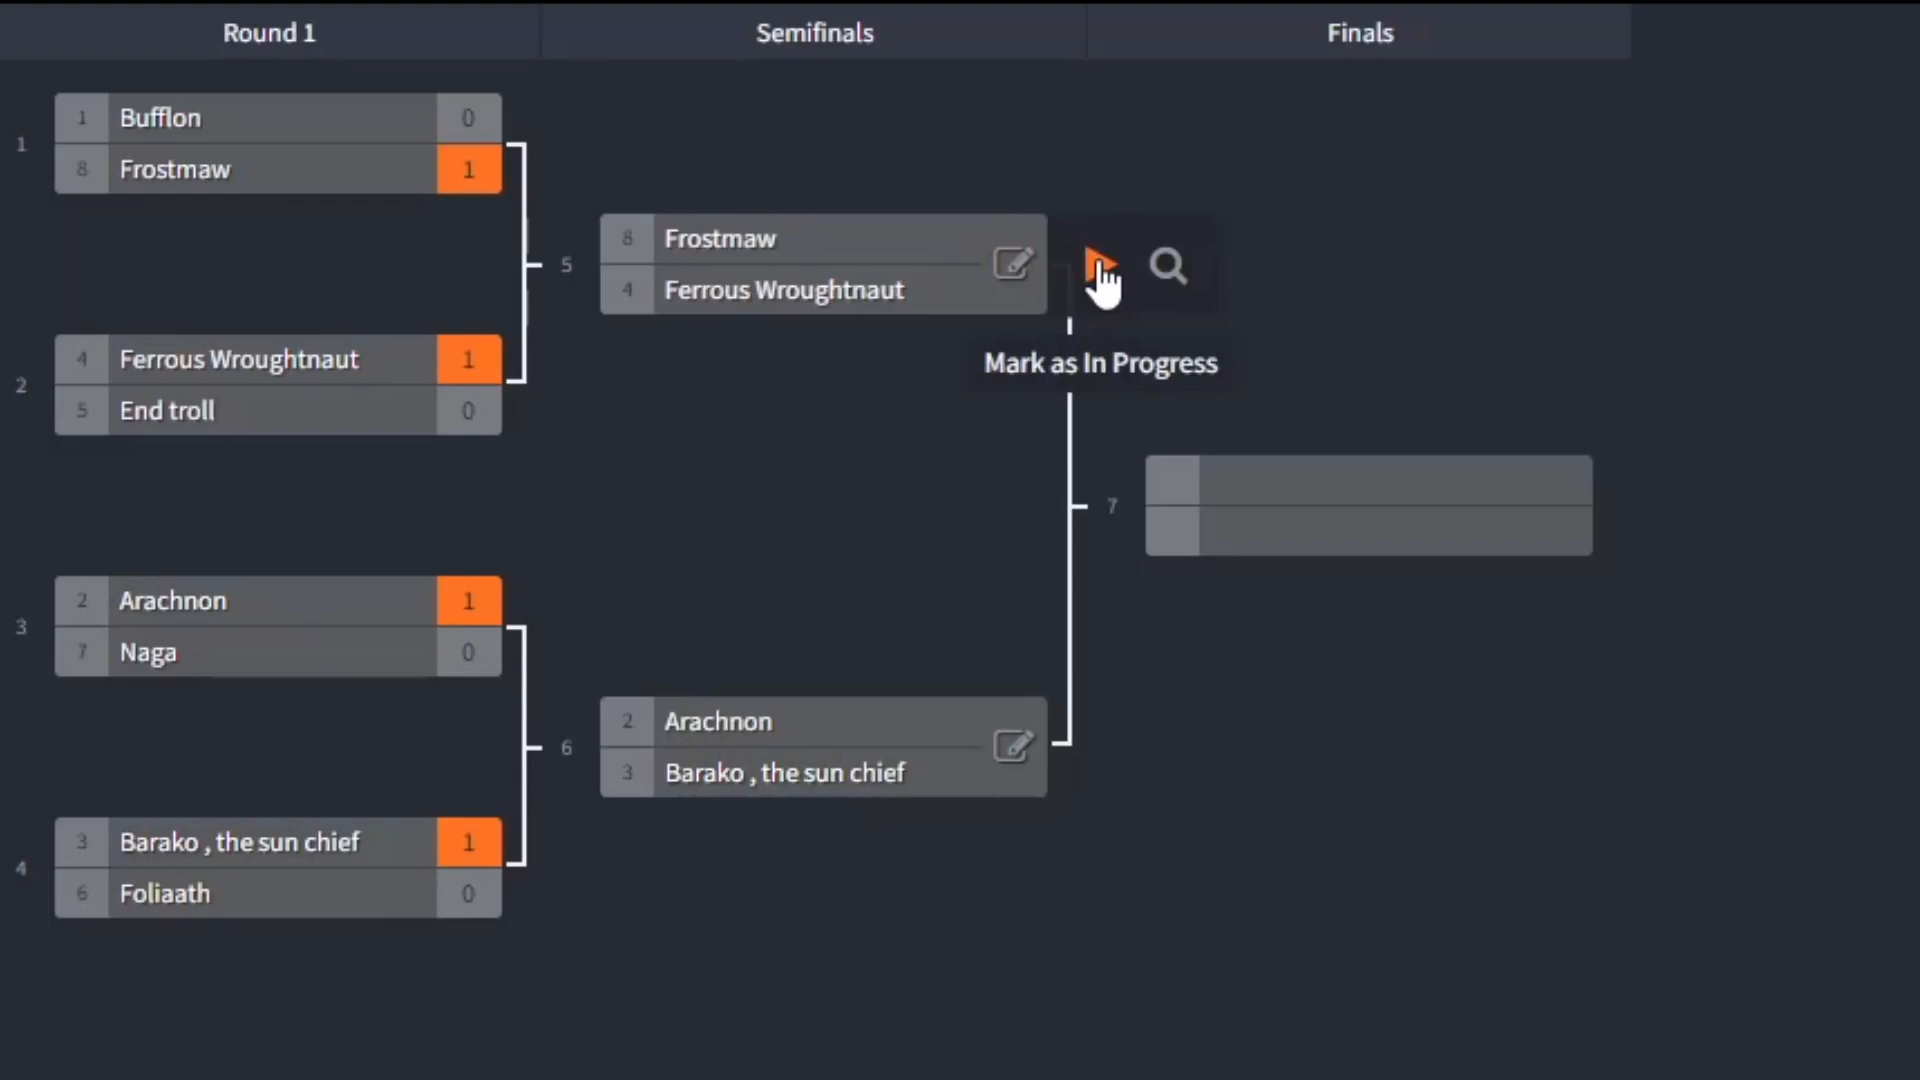 Round 1
Semifinals
Finals
1
1 Bufflon 0
8 Frostmaw 1
2
4 Ferrous Wroughtnaut 1
5 End troll 0
3
2 Arachnon 1
7 Naga 0
4
3 Barako , the sun chief 1
6 Foliaath 0
5
8 Frostmaw
4 Ferrous Wroughtnaut
Mark as In Progress
6
2 Arachnon
3 Barako , the sun chief
7